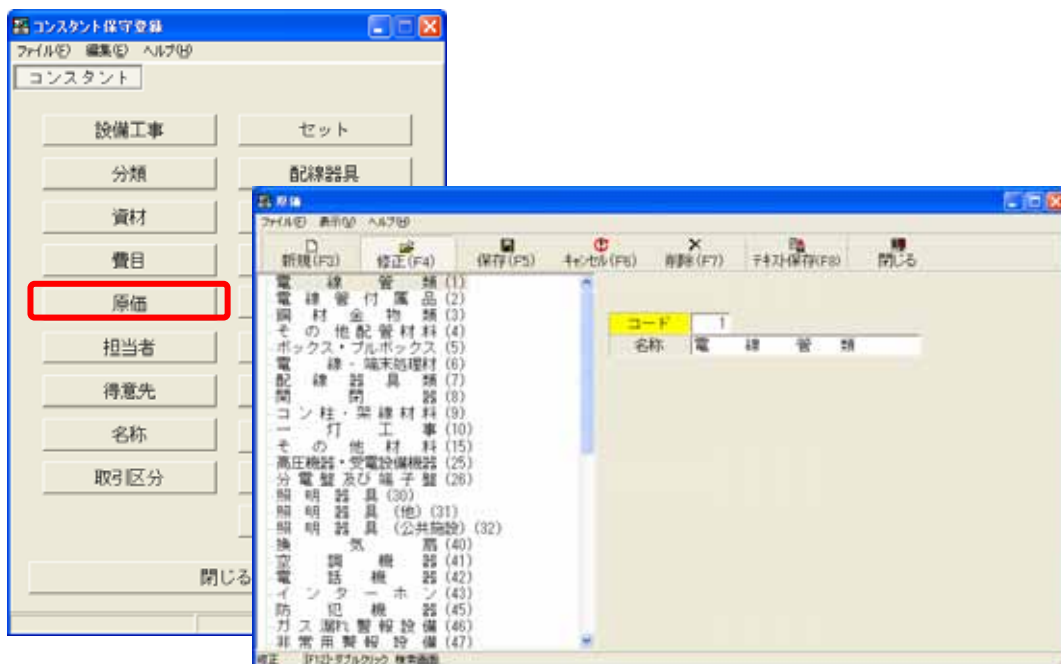 コンスタント保守登録
ファイル(F) 編集(E) ヘルプ(H)
コンスタント
設備工事 セット
分類 配線器具
資材
費目
原価
担当者
得意先
名称
取引区分
閉じる
原価
ファイル(F) 表示(V) ヘルプ(H)
新規(F3) 修正(F4) 保存(F5) キャンセル(F6) 削除(F7) テキスト保存(F8) 閉じる
電線管類(1)
電線管付属品(2)
鋼材金物類(3)
その他配管材料(4)
ボックス・プルボックス(5)
電線・端末処理材(6)
配線器具類(7)
開閉器(8)
コン柱・架線材料(9)
一灯工事(10)
その他材料(15)
高圧機器・受電設備機器(25)
分電盤及び端子盤(26)
照明器具(30)
照明器具(他)(31)
照明器具(公共施設)(32)
換気扇(40)
空調機器(41)
電話機器(42)
インターホン(43)
防犯機器(45)
ガス漏れ警報設備(46)
非常用警報設備(47)
コード 1
名称 電線管類
修正 [F12]・ダブルクリック 検索画面